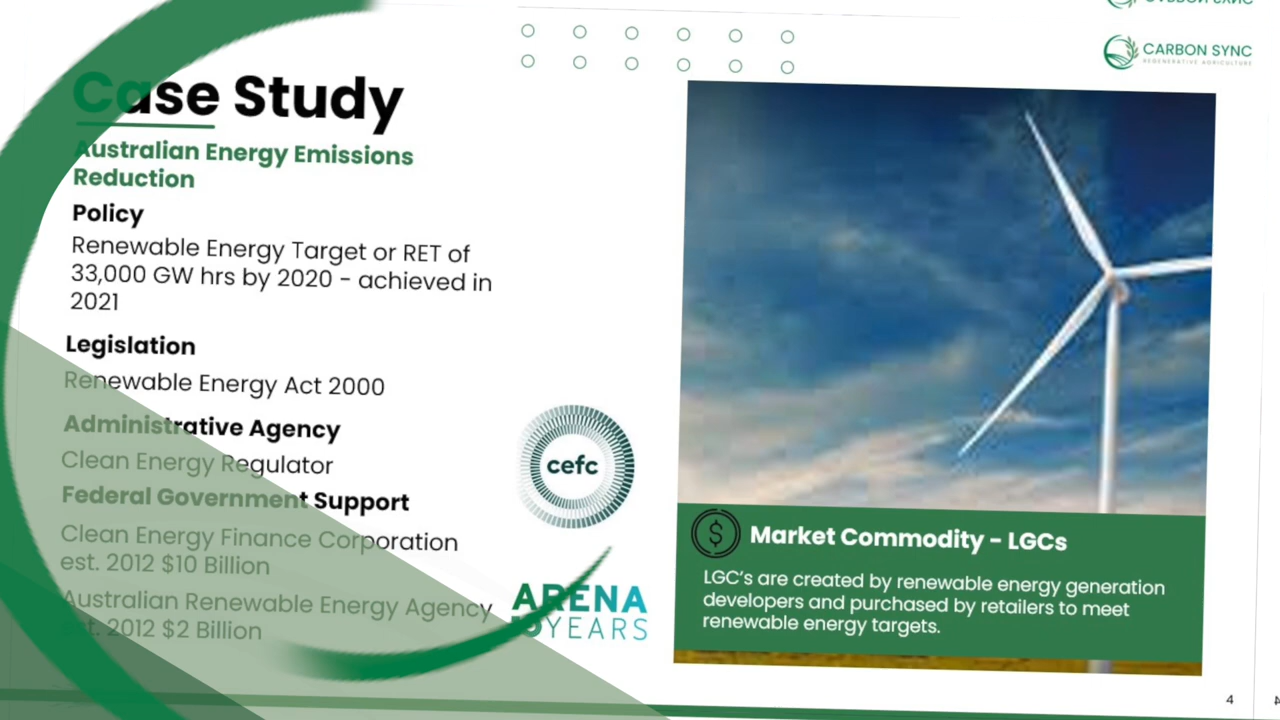 CARBON SYNC
REGENERATIVE AGRICULTURE
Case Study
Australian Energy Emissions
Reduction
Policy
Renewable Energy Target or RET of
33,000 GW hrs by 2020 - achieved in
2021
Legislation
Renewable Energy Act 2000
Administrative Agency
Clean Energy Regulator
Federal Government Support
Clean Energy Finance Corporation
est. 2012 $10 Billion
Australian Renewable Energy Agency
est. 2012 $2 Billion
cefc
ARENA
YEARS
$
Market Commodity - LGCs
LGC's are created by renewable energy generation
developers and purchased by retailers to meet
renewable energy targets.
4